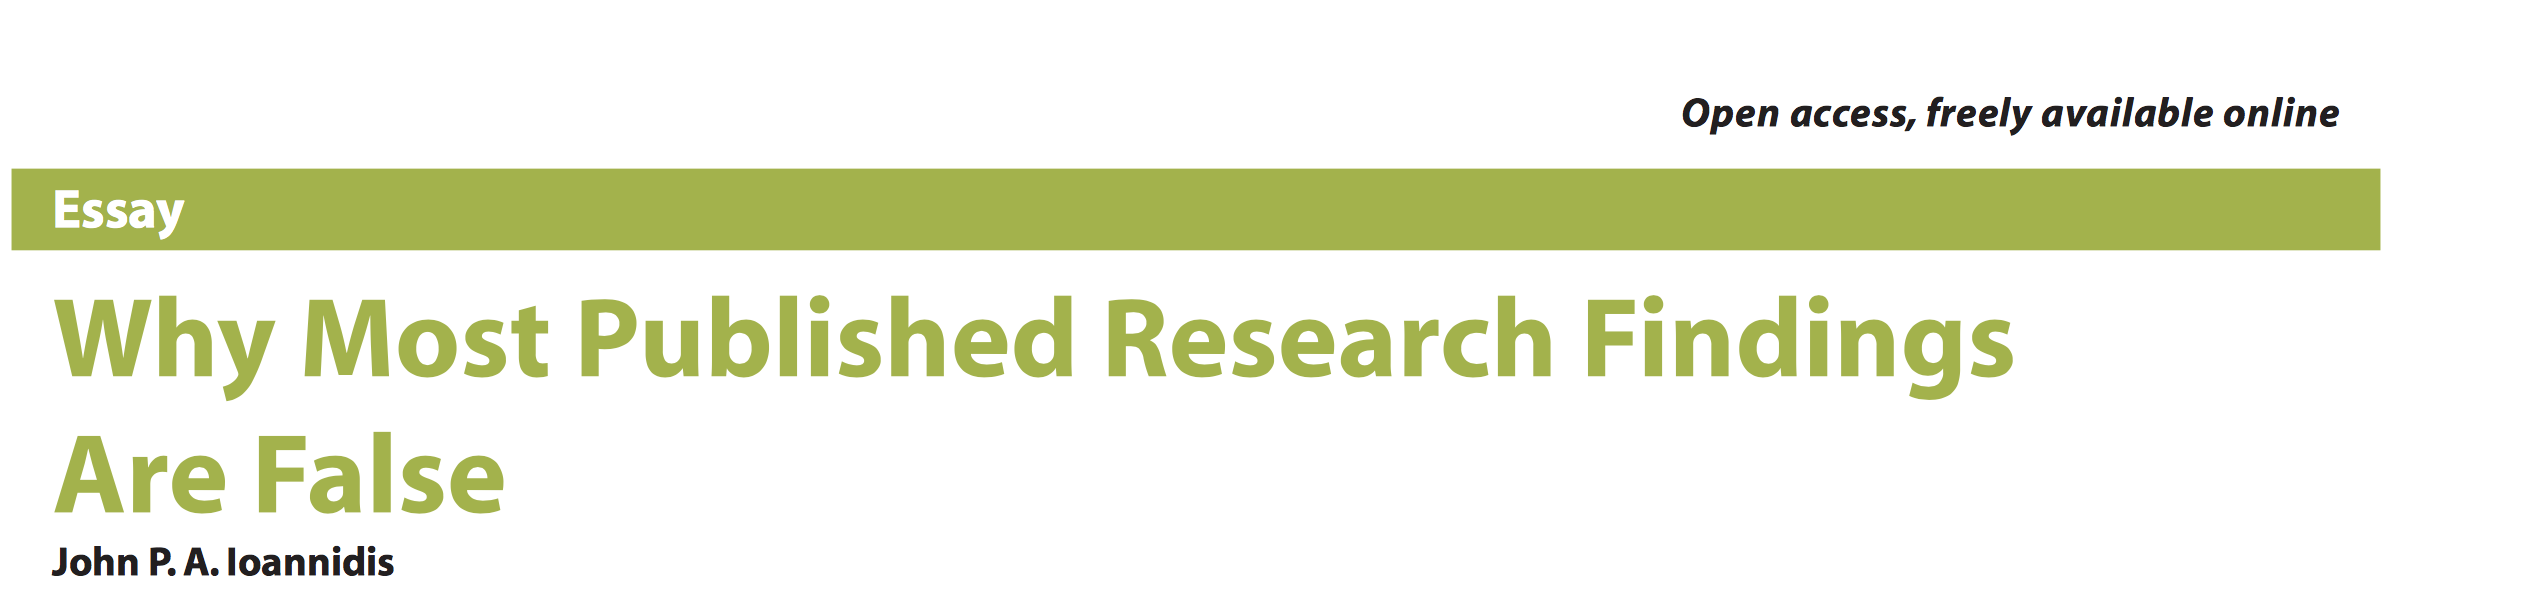 Open access, freely available online
Essay
Why Most Published Research Findings
Are False
John P. A. Ioannidis